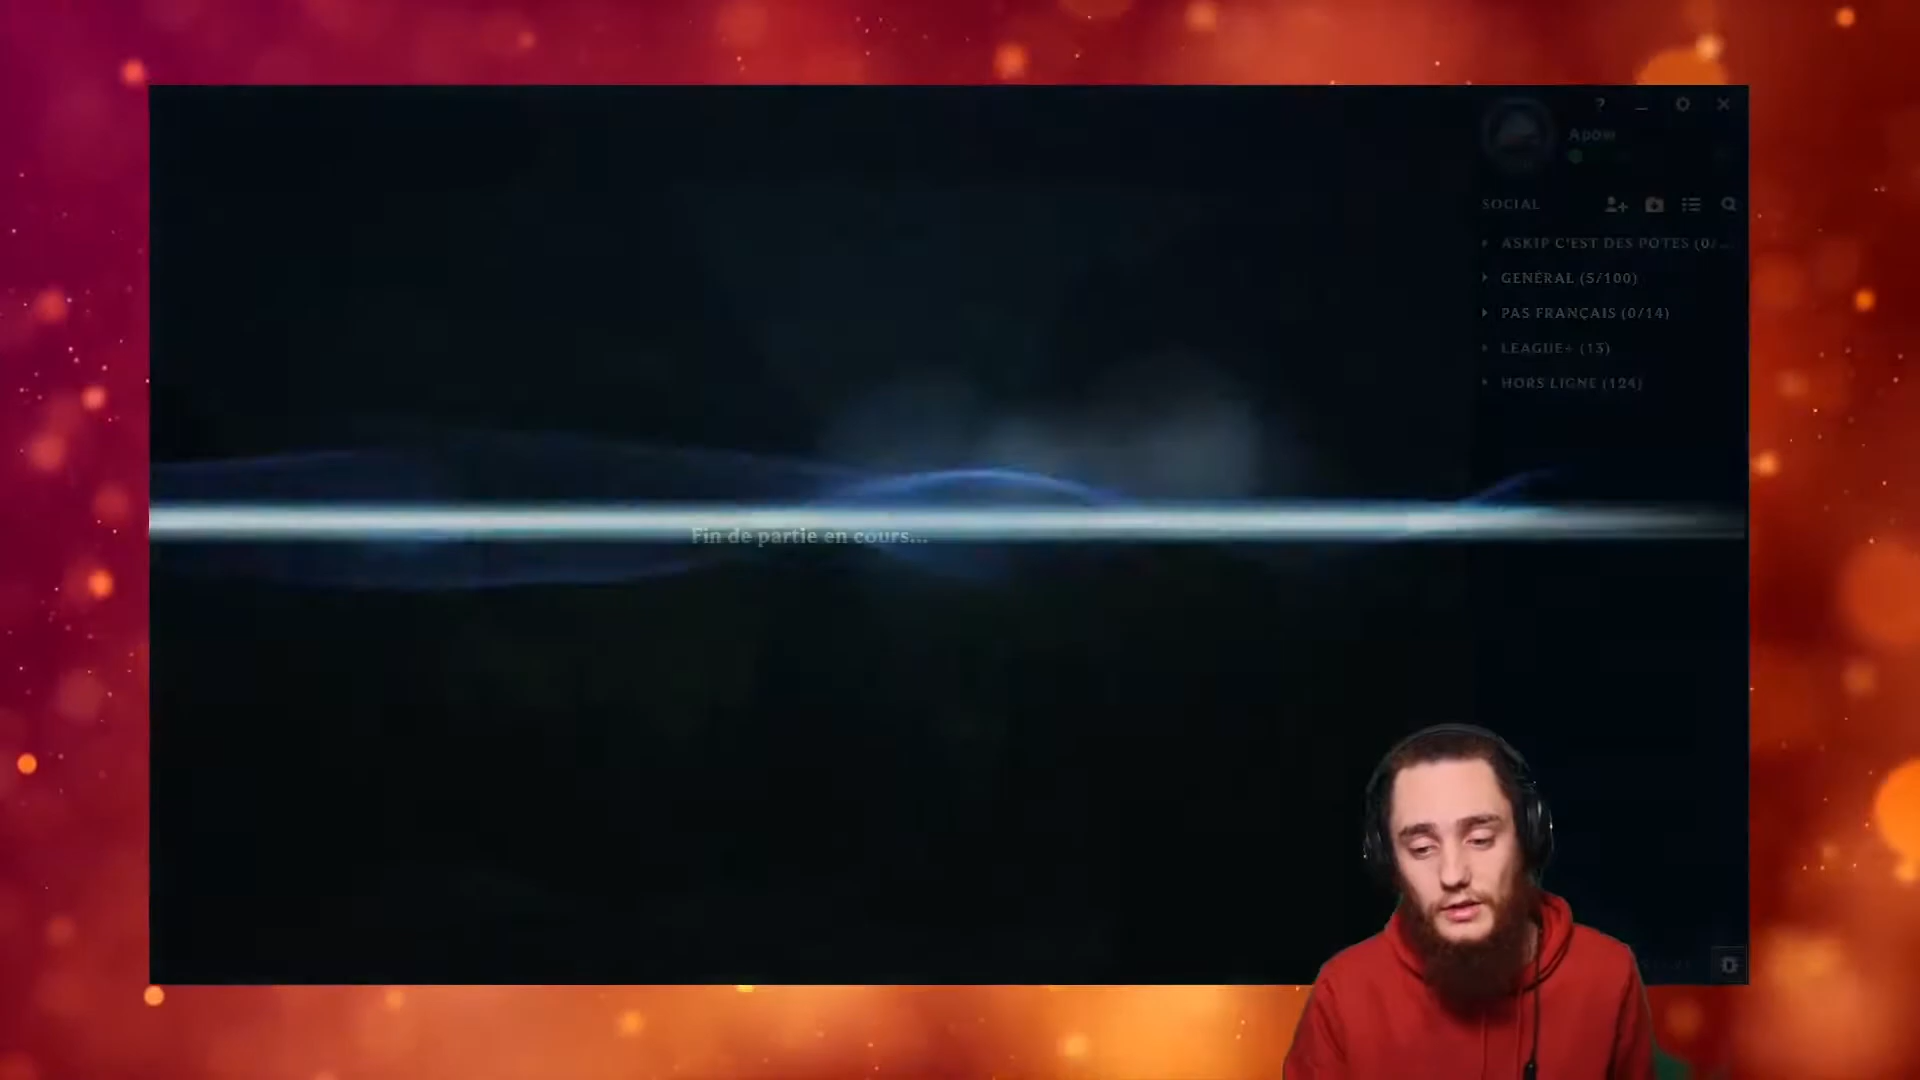 Apow
SOCIAL
ASKIP C'EST DES POTES (0/...
GÉNÉRAL (5/100)
PAS FRANÇAIS (0/14)
LEAGUE+ (13)
HORS LIGNE (124)
Fin de partie en cours...